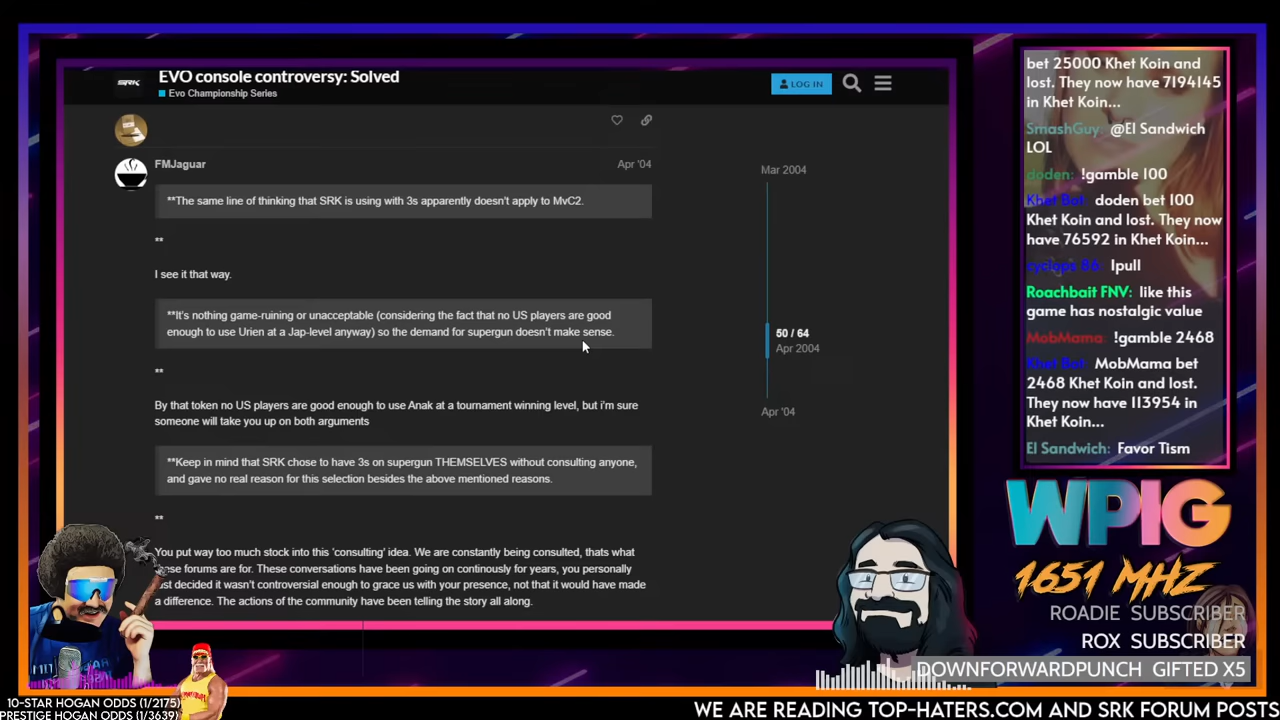 EVO console controversy: Solved
SRK
Evo Championship Series
LOG IN
FMJaguar
Apr '04
**The same line of thinking that SRK is using with 3s apparently doesn't apply to MvC2.
**
I see it that way.
**It's nothing game-ruining or unacceptable (considering the fact that no US players are good
enough to use Urien at a Jap-level anyway) so the demand for supergun doesn't make sense.
**
By that token no US players are good enough to use Anak at a tournament winning level, but i'm sure
someone will take you up on both arguments
**Keep in mind that SRK chose to have 3s on supergun THEMSELVES without consulting anyone,
and gave no real reason for this selection besides the above mentioned reasons.
**
You put way too much stock into this 'consulting' idea. We are constantly being consulted, thats what
forums are for. These conversations have been going on continously for years, you personally
decided it wasn't controversial enough to grace us with your presence, not that it would have made
a difference. The actions of the community have been telling the story all along.
Mar 2004
50 / 64
Apr 2004
Apr '04
bet 25000 Khet Koin and
lost. They now have 7194145
in Khet Koin...
SmashGuy: @El Sandwich
LOL
doden: !gamble 100
Khet Bot: doden bet 100
Khet Koin and lost. They now
have 76592 in Khet Koin...
cyclops 86: !pull
Roachbait FNV: like this
game has nostalgic value
MobMama: !gamble 2468
Khet Bot: MobMama bet
2468 Khet Koin and lost.
They now have 113954 in
Khet Koin...
El Sandwich: Favor Tism
WPIG
1651 MHZ
ROADIE SUBSCRIBER
ROX SUBSCRIBER
DOWNFORWARDPUNCH GIFTED X5
10-STAR HOGAN ODDS (1/2175)
PRESTIGE HOGAN ODDS (1/3639)
WE ARE READING TOP-HATERS.COM AND SRK FORUM POSTS